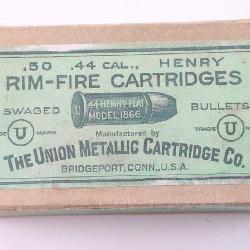 .50 .44 CAL., HENRY
RIM-FIRE CARTRIDGES
SWAGED BULLETS
U .44 HENRY FLAT U
TRADE MARK U MODEL 1866 TRADE MARK
Manufactured by
THE UNION METALLIC CARTRIDGE CO.
BRIDGEPORT, CONN., U.S.A.